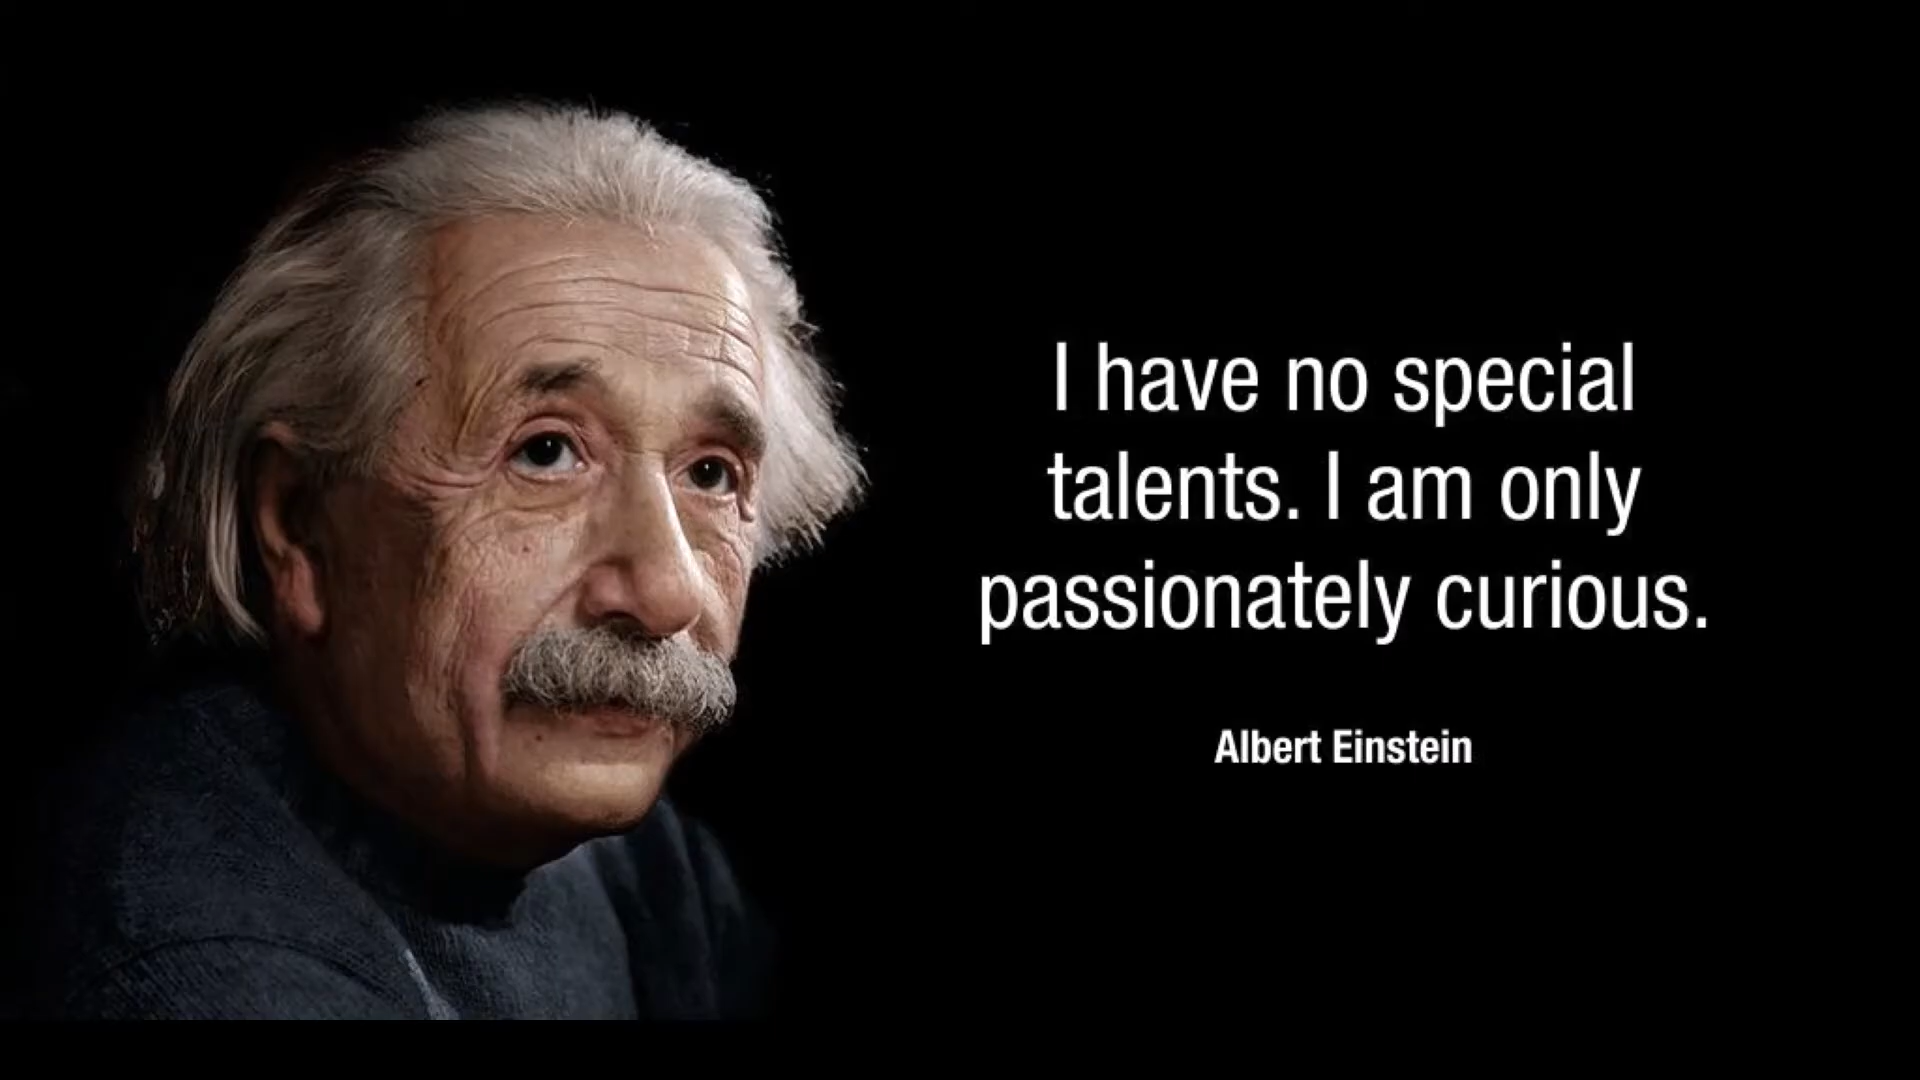 I have no special
talents. I am only
passionately curious.
Albert Einstein